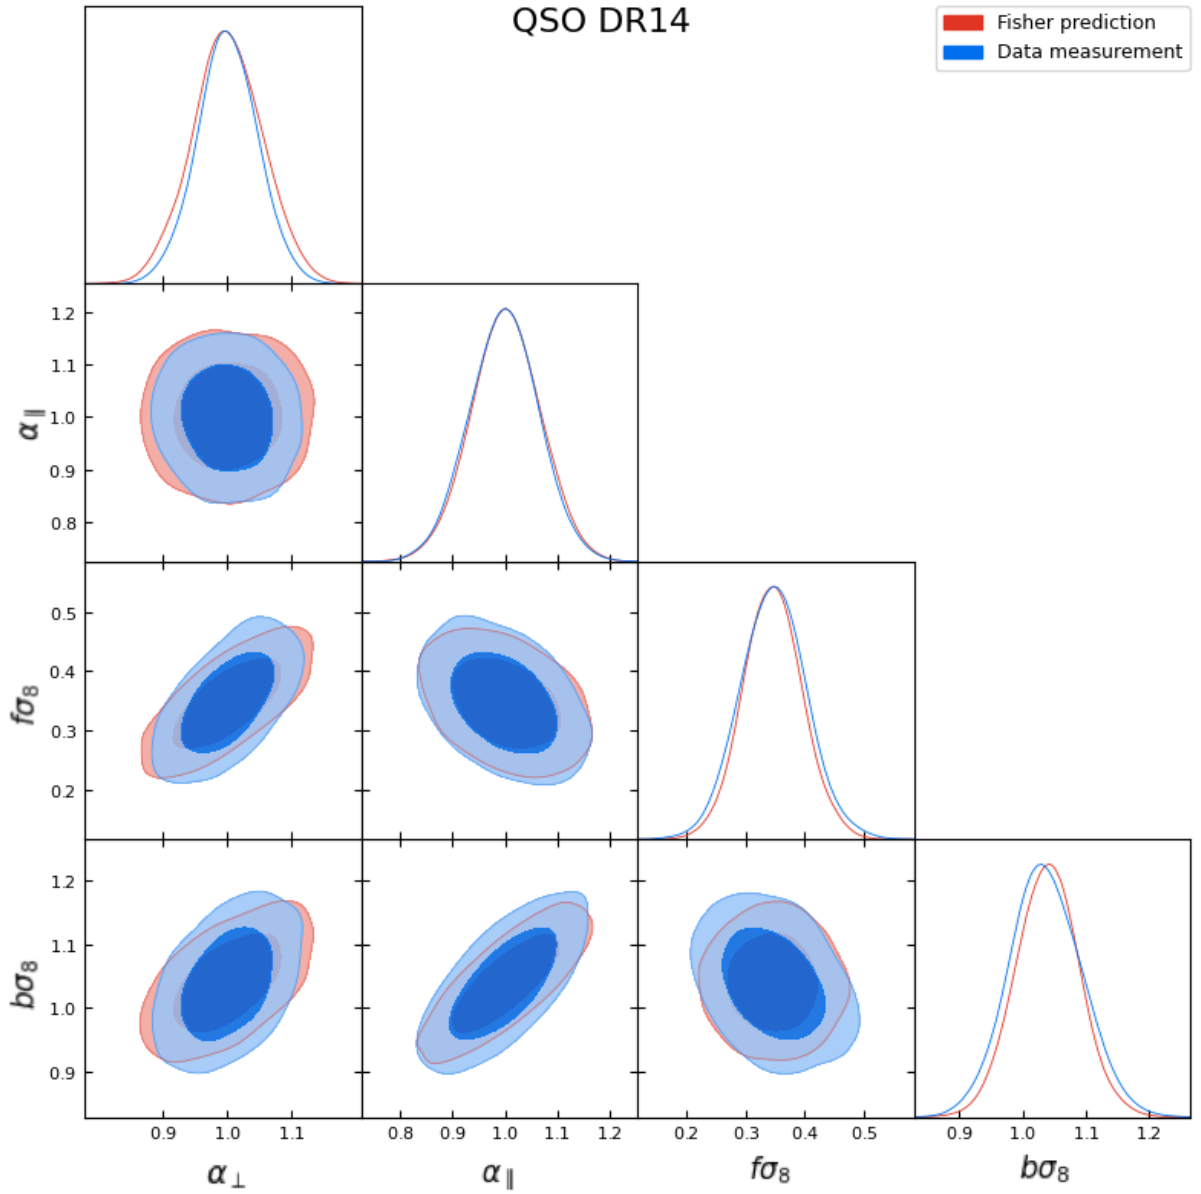 QSO DR14
Fisher prediction
Data measurement
1.2
1.1
1.0
0.9
0.8
α∥
0.5
0.4
0.3
0.2
fσ8
1.2
1.1
1.0
0.9
bσ8
0.9 1.0 1.1
0.8 0.9 1.0 1.1 1.2
0.2 0.3 0.4 0.5
0.9 1.0 1.1 1.2
α⊥
α∥
fσ8
bσ8